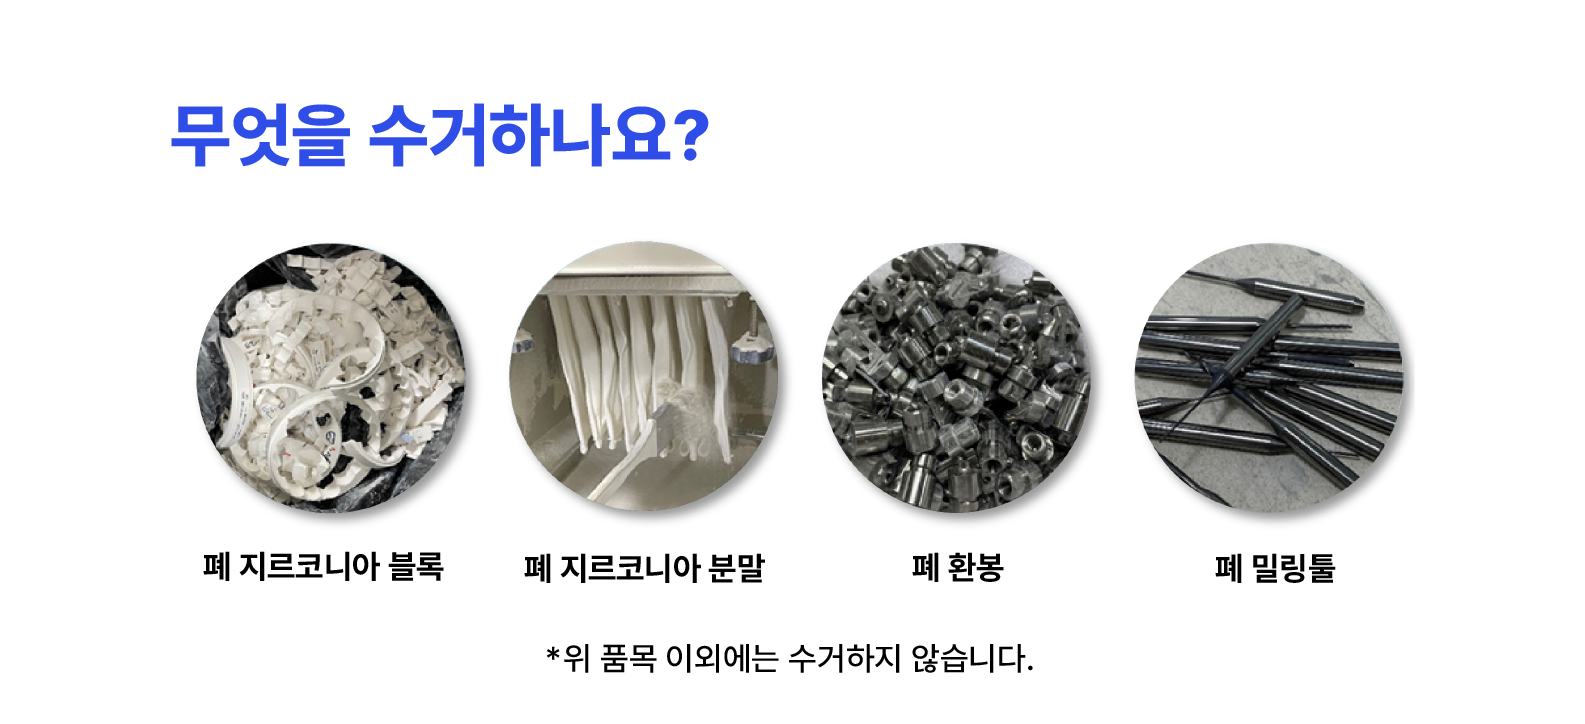 무엇을 수거하나요?
폐 지르코니아 블록
폐 지르코니아 분말
폐 환봉
폐 밀링툴
*위 품목 이외에는 수거하지 않습니다.